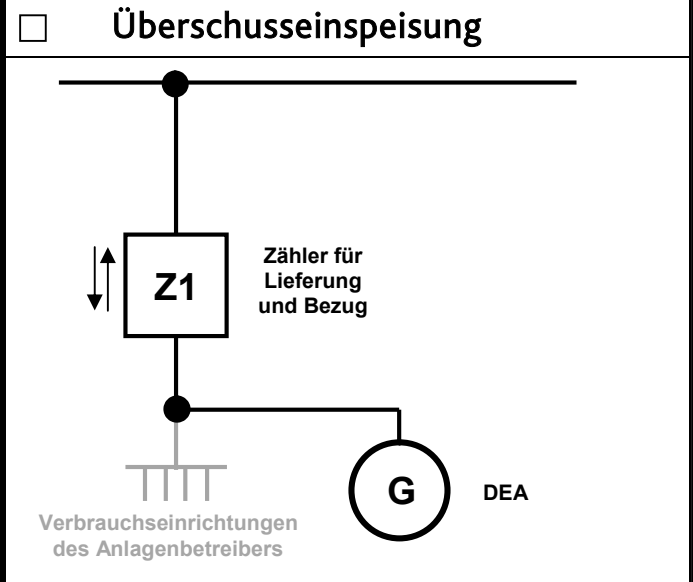 Überschusseinspeisung
Zähler für
Lieferung
und Bezug
Z1
G
DEA
Verbrauchseinrichtungen
des Anlagenbetreibers